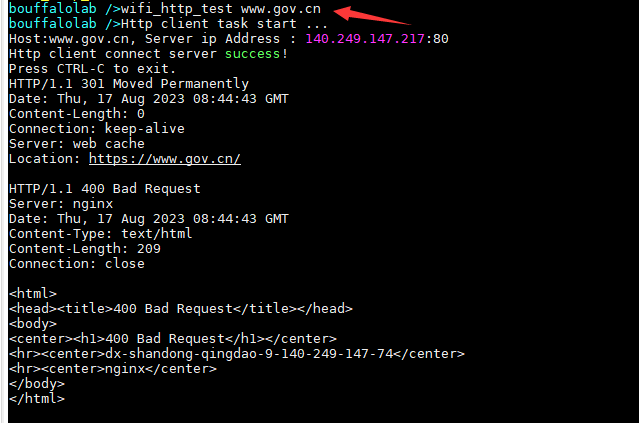 bouffalolab />wifi_http_test www.gov.cn
bouffalolab />Http client task start ...
Host:www.gov.cn, Server ip Address : 140.249.147.217:80
Http client connect server success!
Press CTRL-C to exit.
HTTP/1.1 301 Moved Permanently
Date: Thu, 17 Aug 2023 08:44:43 GMT
Content-Length: 0
Connection: keep-alive
Server: web cache
Location: https://www.gov.cn/

HTTP/1.1 400 Bad Request
Server: nginx
Date: Thu, 17 Aug 2023 08:44:43 GMT
Content-Type: text/html
Content-Length: 209
Connection: close

<html>
<head><title>400 Bad Request</title></head>
<body>
<center><h1>400 Bad Request</h1></center>
<hr><center>dx-shandong-qingdao-9-140-249-147-74</center>
<hr><center>nginx</center>
</body>
</html>